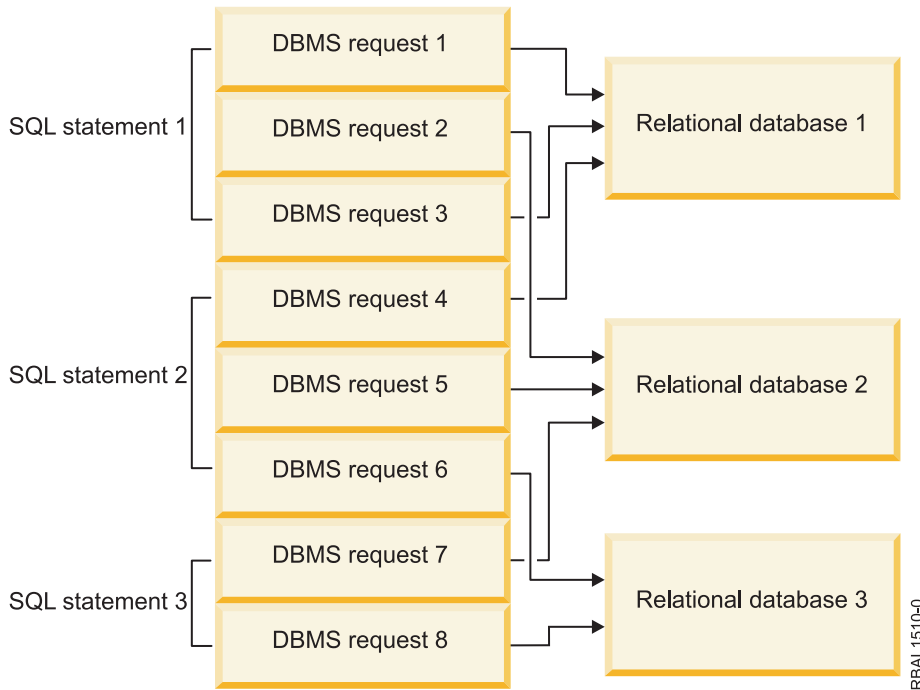 SQL statement 1
SQL statement 2
SQL statement 3
DBMS request 1
DBMS request 2
DBMS request 3
DBMS request 4
DBMS request 5
DBMS request 6
DBMS request 7
DBMS request 8
Relational database 1
Relational database 2
Relational database 3
RBAL1510-0